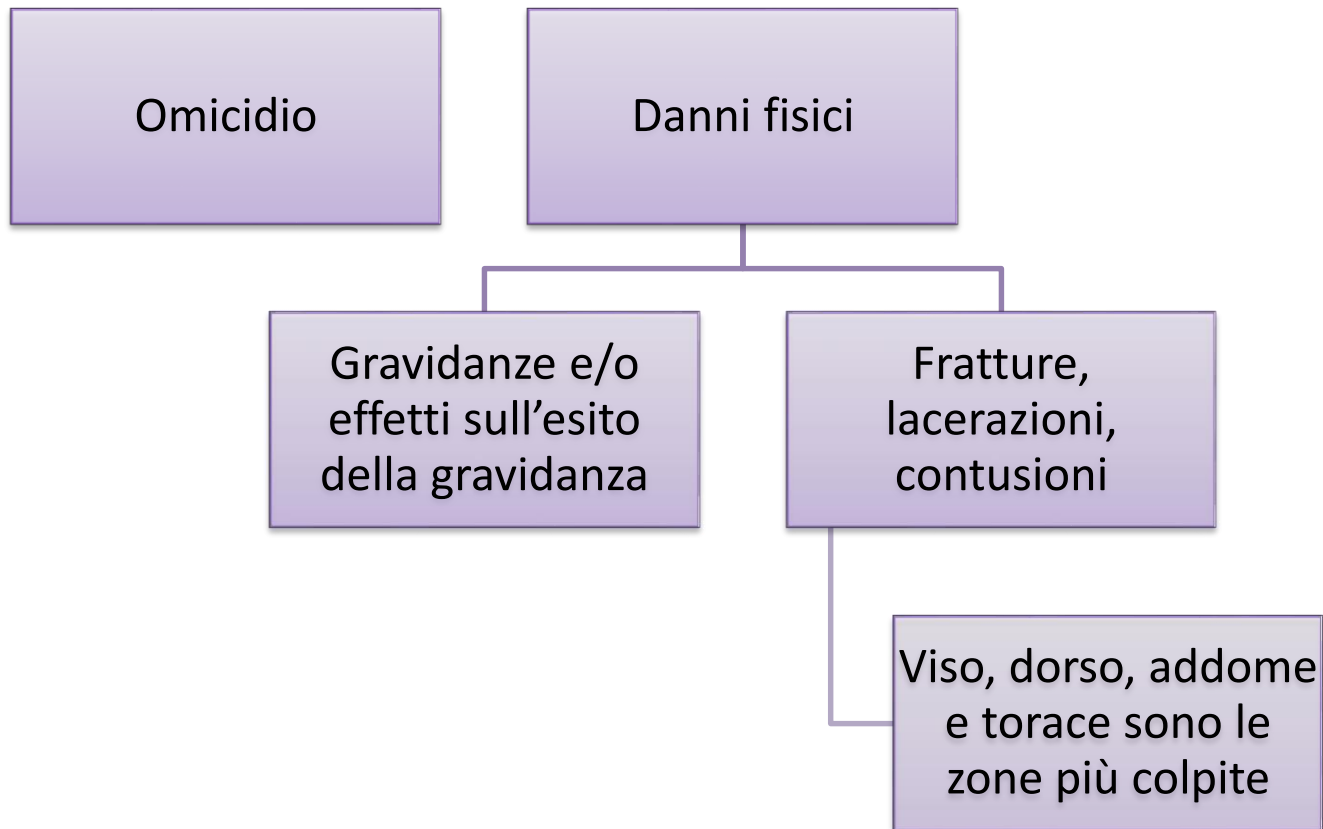 Omicidio
Danni fisici
Gravidanze e/o
effetti sull’esito
della gravidanza
Fratture,
lacerazioni,
contusioni
Viso, dorso, addome
e torace sono le
zone più colpite